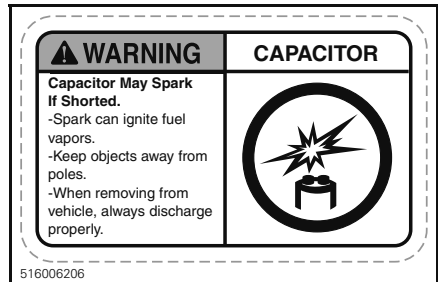 WARNING
CAPACITOR
Capacitor May Spark
If Shorted.
-Spark can ignite fuel
vapors.
-Keep objects away from
poles.
-When removing from
vehicle, always discharge
properly.
516006206